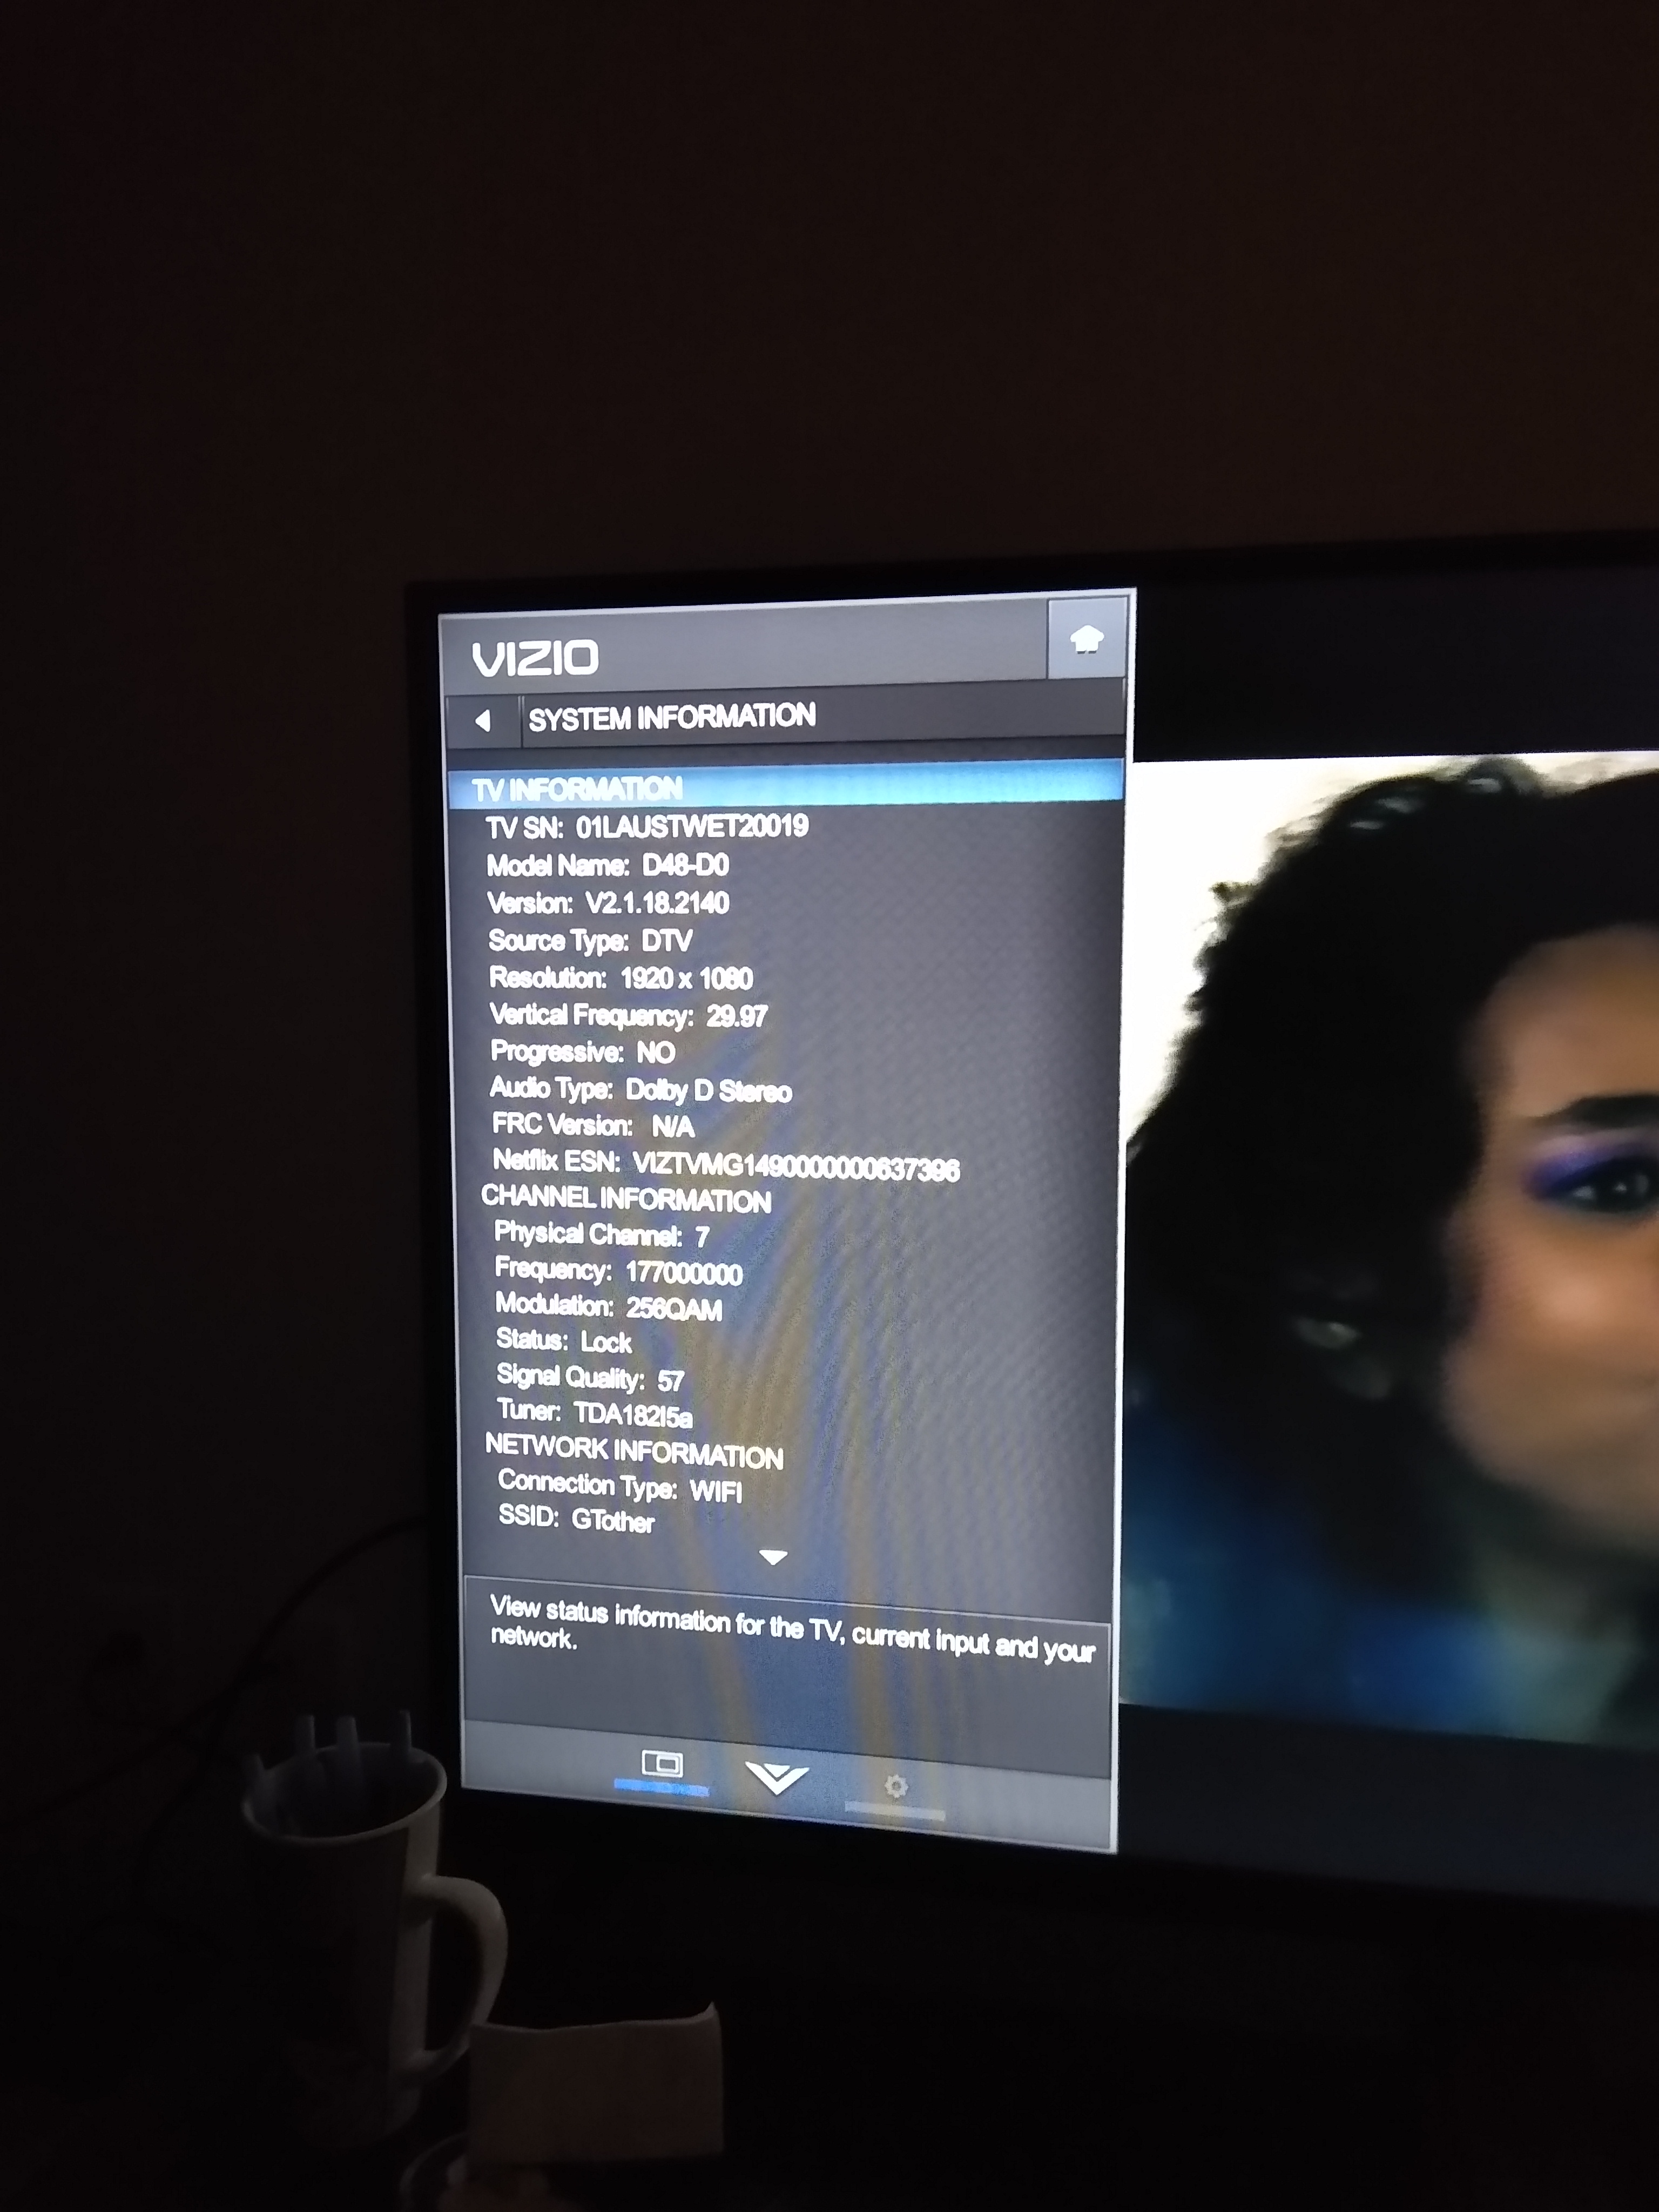 VIZIO
SYSTEM INFORMATION
TV INFORMATION
TV SN: 01LAUSTWET20019
Model Name: D48-D0
Version: V2.1.18.2140
Source Type: DTV
Resolution: 1920 x 1080
Vertical Frequency: 29.97
Progressive: NO
Audio Type: Dolby D Stereo
FRC Version: N/A
Netflix ESN: VIZTVMG1490000000637396
CHANNEL INFORMATION
Physical Channel: 7
Frequency: 177000000
Modulation: 256QAM
Status: Lock
Signal Quality: 57
Tuner: TDA182I5a
NETWORK INFORMATION
Connection Type: WIFI
SSID: GTother
View status information for the TV, current input and your
network.